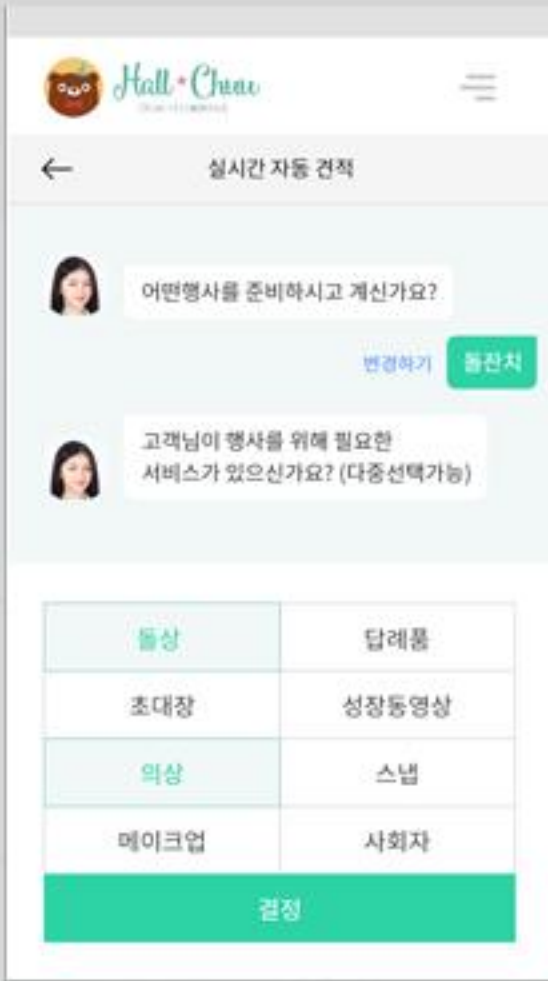 실시간 자동 견적
어떤행사를 준비하시고 계신가요?
변경하기 돌잔치
고객님이 행사를 위해 필요한
서비스가 있으신가요? (다중선택가능)
돌상 답례품
초대장 성장동영상
의상 스냅
메이크업 사회자
결정